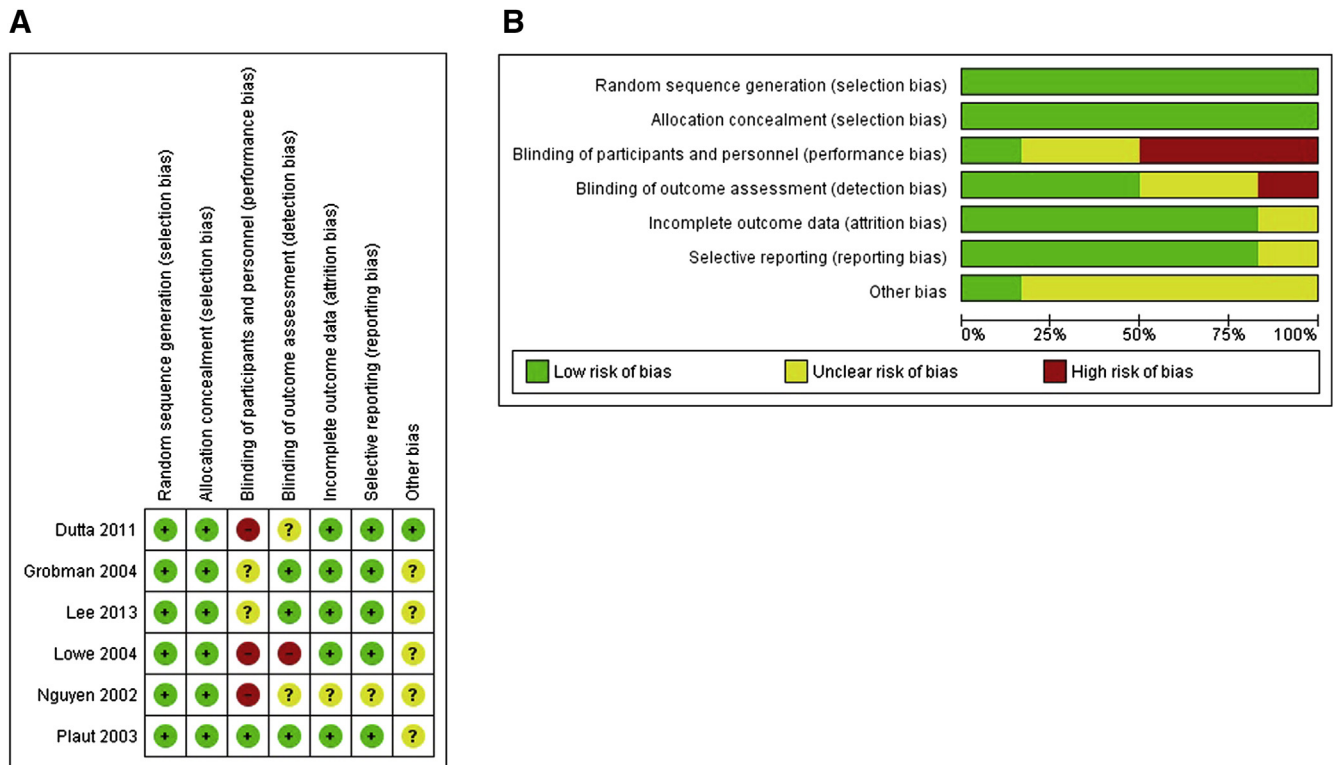 A
Random sequence generation (selection bias)
Allocation concealment (selection bias)
Blinding of participants and personnel (performance bias)
Blinding of outcome assessment (detection bias)
Incomplete outcome data (attrition bias)
Selective reporting (reporting bias)
Other bias
Dutta 2011 + + - ? + + +
Grobman 2004 + + ? + + + ?
Lee 2013 + + ? + + + ?
Lowe 2004 + + - - + + ?
Nguyen 2002 + + - ? ? ? ?
Plaut 2003 + + + + + + ?
B
Random sequence generation (selection bias)
Allocation concealment (selection bias)
Blinding of participants and personnel (performance bias)
Blinding of outcome assessment (detection bias)
Incomplete outcome data (attrition bias)
Selective reporting (reporting bias)
Other bias
0% 25% 50% 75% 100%
Low risk of bias Unclear risk of bias High risk of bias